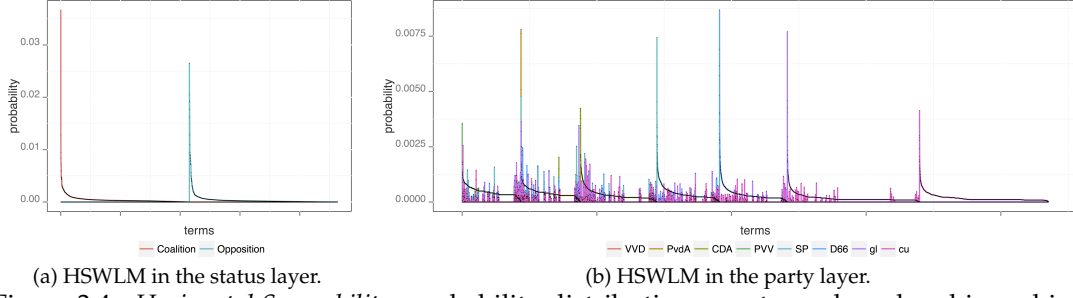 0.03
0.02
0.01
0.00
probability
terms
Coalition Opposition
(a) HSWLM in the status layer.
0.0075
0.0050
0.0025
0.0000
probability
terms
VVD PvdA CDA PVV SP D66 gl cu
(b) HSWLM in the party layer.